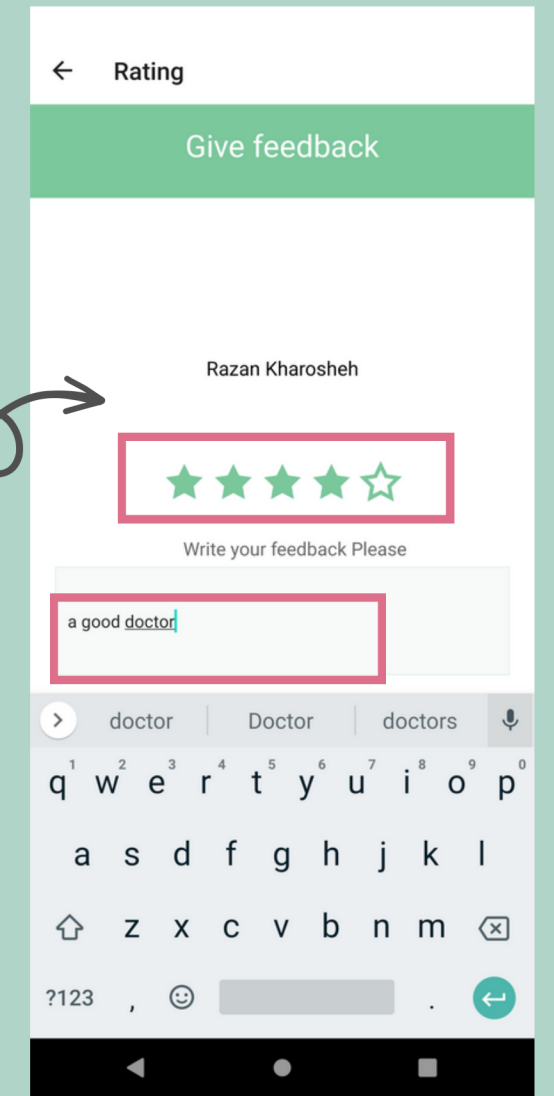 Rating
Give feedback
Razan Kharosheh
Write your feedback Please
a good doctor
doctor Doctor doctors
1 2 3 4 5 6 7 8 9 0
q w e r t y u i o p
a s d f g h j k l
z x c v b n m
?123 , .